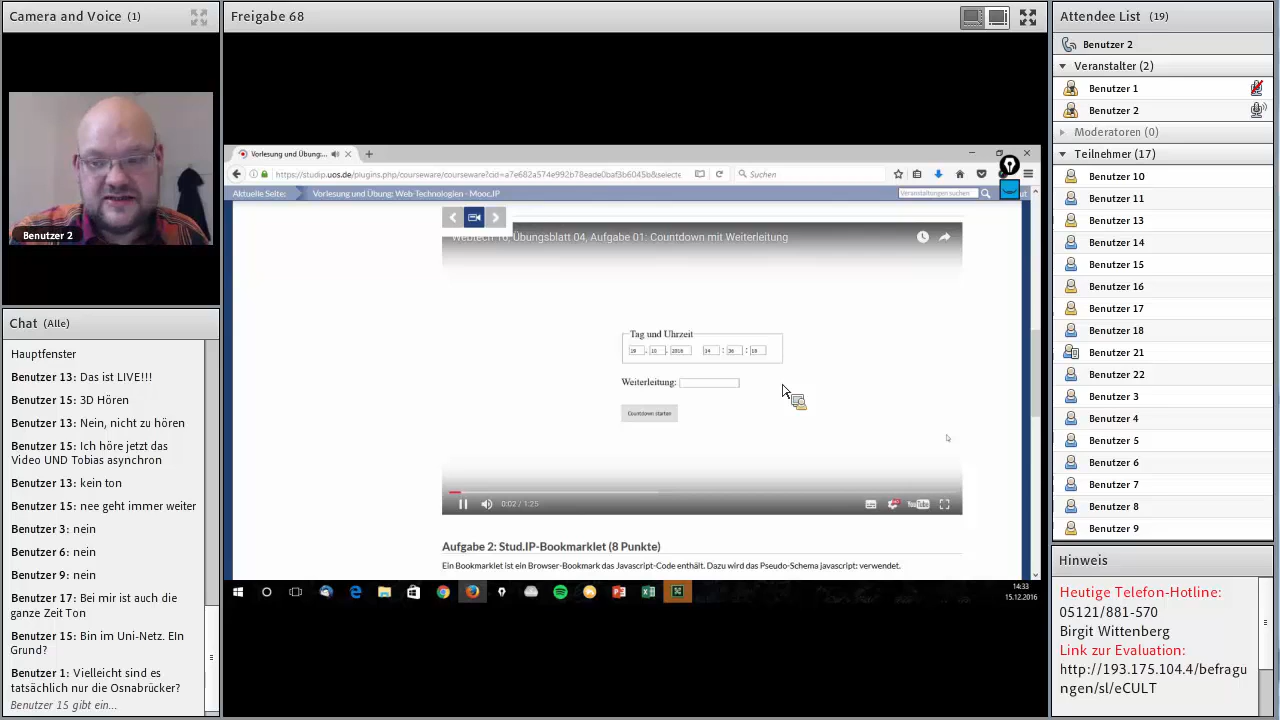 Camera and Voice (1)
Benutzer 2
Chat (Alle)
Hauptfenster
Benutzer 13: Das ist LIVE!!!
Benutzer 15: 3D Hören
Benutzer 13: Nein, nicht zu hören
Benutzer 15: Ich höre jetzt das
Video UND Tobias asynchron
Benutzer 13: kein ton
Benutzer 15: nee geht immer weiter
Benutzer 3: nein
Benutzer 6: nein
Benutzer 9: nein
Benutzer 17: Bei mir ist auch die
ganze Zeit Ton
Benutzer 15: Bin im Uni-Netz. EIn
Grund?
Benutzer 1: Vielleicht sind es
tatsächlich nur die Osnabrücker?
Benutzer 15 gibt ein...
Freigabe 68
Vorlesung und Übung:...
https://studip.uos.de/plugins.php/courseware/courseware?cid=a7e682a574e992b78eade0baf3b6045b&selecte
Suchen
Aktuelle Seite:
Vorlesung und Übung: Web-Technologien - Mooc.IP
Veranstaltungen suchen
Webtech 16, Übungsblatt 04, Aufgabe 01: Countdown mit Weiterleitung
Tag und Uhrzeit
Weiterleitung:
Countdown starten
0:02 / 1:25
YouTube
Aufgabe 2: Stud.IP-Bookmarklet (8 Punkte)
Ein Bookmarklet ist ein Browser-Bookmark das Javascript-Code enthält. Dazu wird das Pseudo-Schema javascript: verwendet.
14:33
15.12.2016
Attendee List (19)
Benutzer 2
Veranstalter (2)
Benutzer 1
Benutzer 2
Moderatoren (0)
Teilnehmer (17)
Benutzer 10
Benutzer 11
Benutzer 13
Benutzer 14
Benutzer 15
Benutzer 16
Benutzer 17
Benutzer 18
Benutzer 21
Benutzer 22
Benutzer 3
Benutzer 4
Benutzer 5
Benutzer 6
Benutzer 7
Benutzer 8
Benutzer 9
Hinweis
Heutige Telefon-Hotline:
05121/881-570
Birgit Wittenberg
Link zur Evaluation:
http://193.175.104.4/befragu
ngen/sl/eCULT